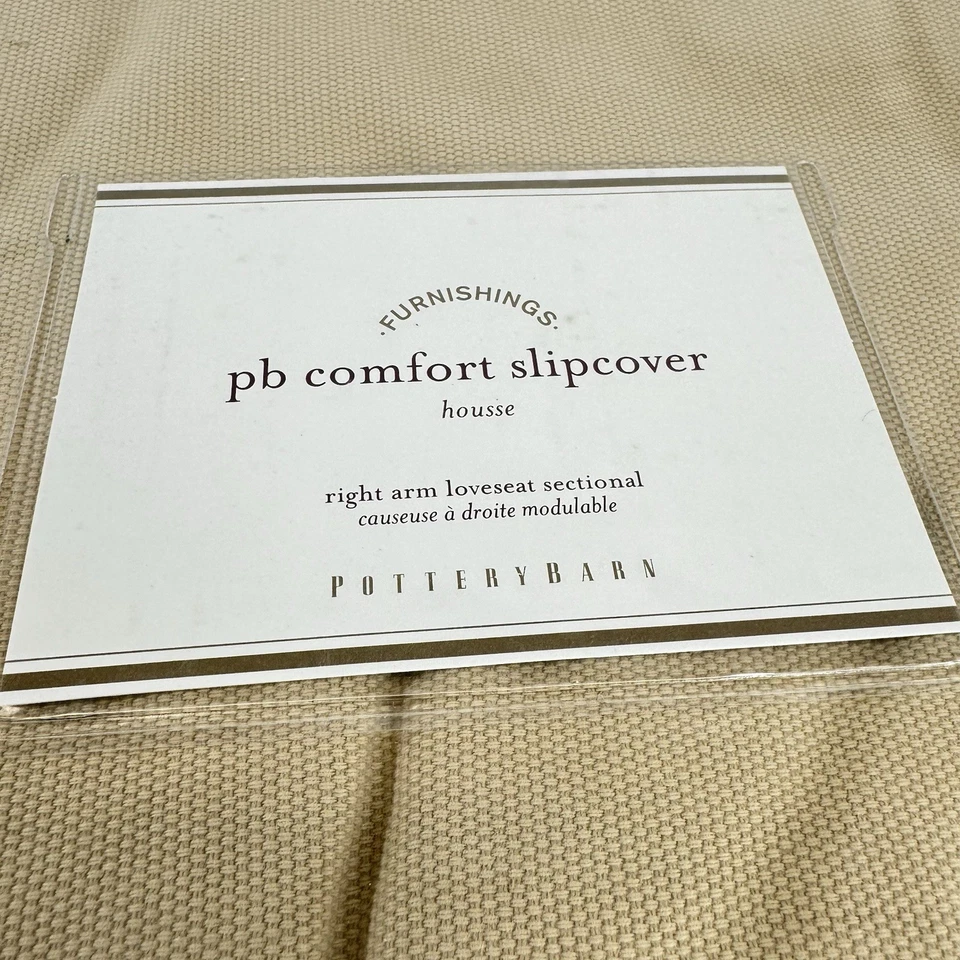 ·FURNISHINGS·
pb comfort slipcover
housse
right arm loveseat sectional
causeuse à droite modulable
POTTERYBARN